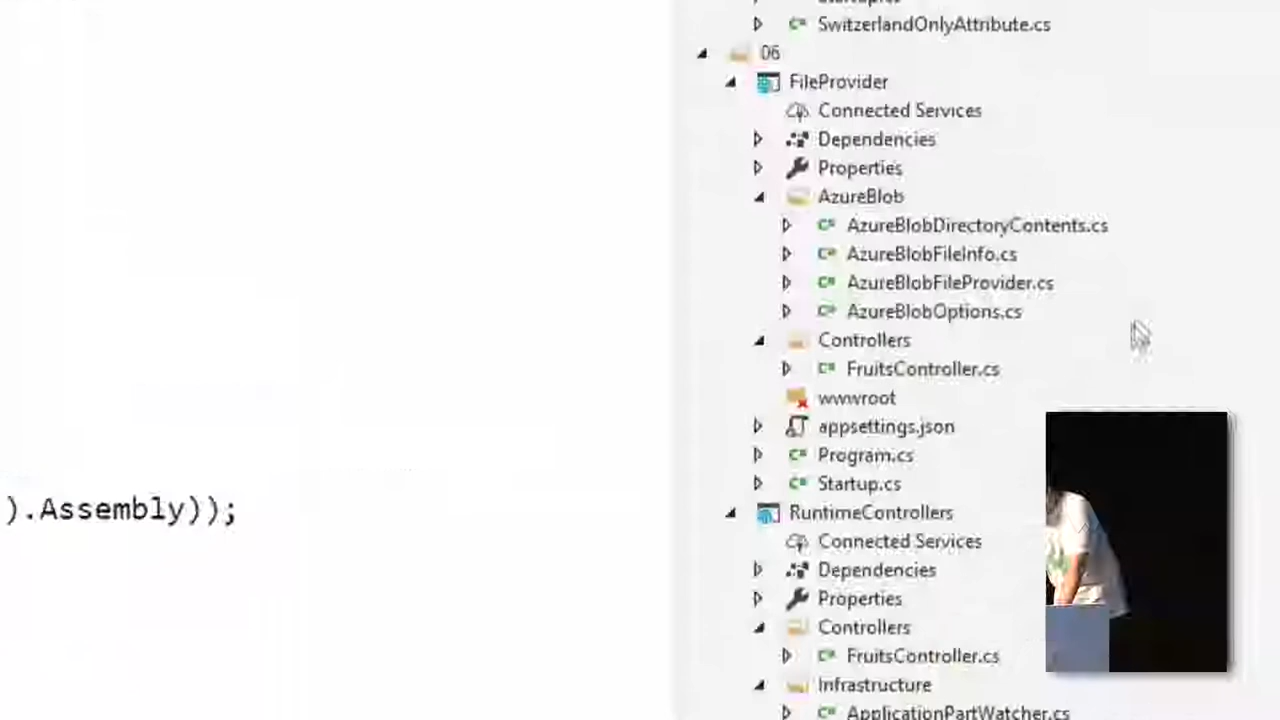 SwitzerlandOnlyAttribute.cs
06
FileProvider
Connected Services
Dependencies
Properties
AzureBlob
AzureBlobDirectoryContents.cs
AzureBlobFileInfo.cs
AzureBlobFileProvider.cs
AzureBlobOptions.cs
Controllers
FruitsController.cs
wwwroot
appsettings.json
Program.cs
).Assembly));
Startup.cs
RuntimeControllers
Connected Services
Dependencies
Properties
Controllers
FruitsController.cs
Infrastructure
ApplicationPartWatcher.cs